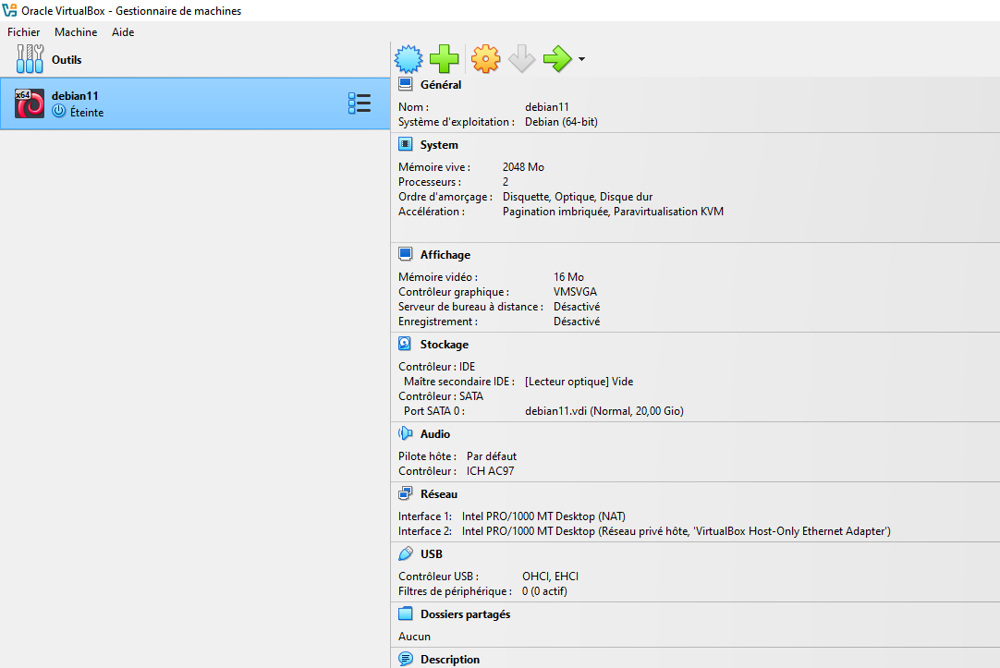 Oracle VirtualBox - Gestionnaire de machines
Fichier Machine Aide
Outils
x64
debian11
Éteinte
Général
Nom : debian11
Système d'exploitation : Debian (64-bit)
System
Mémoire vive : 2048 Mo
Processeurs : 2
Ordre d'amorçage : Disquette, Optique, Disque dur
Accélération : Pagination imbriquée, Paravirtualisation KVM
Affichage
Mémoire vidéo : 16 Mo
Contrôleur graphique : VMSVGA
Serveur de bureau à distance : Désactivé
Enregistrement : Désactivé
Stockage
Contrôleur : IDE
Maître secondaire IDE : [Lecteur optique] Vide
Contrôleur : SATA
Port SATA 0 : debian11.vdi (Normal, 20,00 Gio)
Audio
Pilote hôte : Par défaut
Contrôleur : ICH AC97
Réseau
Interface 1: Intel PRO/1000 MT Desktop (NAT)
Interface 2: Intel PRO/1000 MT Desktop (Réseau privé hôte, 'VirtualBox Host-Only Ethernet Adapter')
USB
Contrôleur USB : OHCI, EHCI
Filtres de périphérique : 0 (0 actif)
Dossiers partagés
Aucun
Description